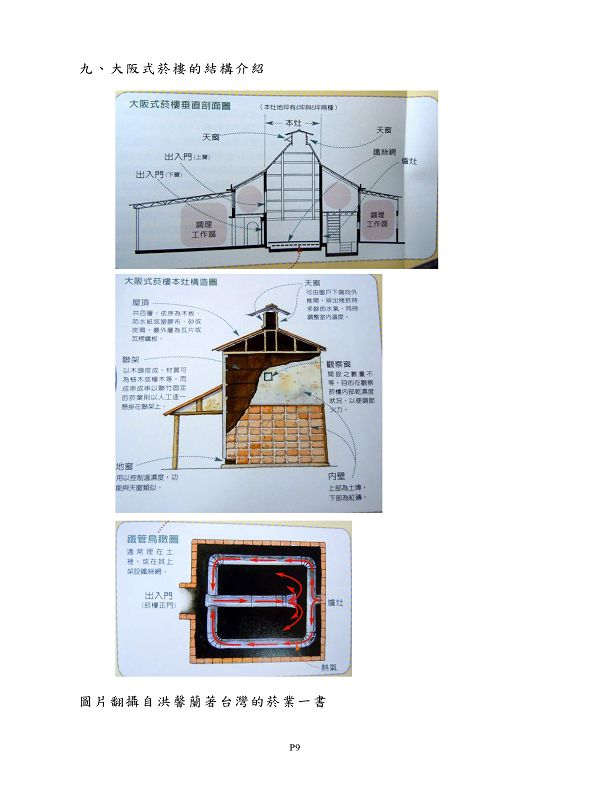 九、大阪式菸樓的結構介紹
大阪式菸樓垂直剖面圖
（本灶地坪有4坪與6坪兩種）
本灶
天窗
天窗
出入門（上層）
鐵絲網
爐灶
出入門（下層）
調理
工作區
調理
工作區
大阪式菸樓本灶構造圖
天窗
可由窗戶下端向外
推開，排出烤菸時
多餘的水氣，同時
調整室內溫度。
屋頂
共四層，依序為木板、
防水紙或塑膠布、砂或
炭屑，最外層為瓦片或
瓦楞鐵板。
聯架
以木頭搭成，材質可
為柚木或檜木等，而
成串成串以聯竹固定
的菸葉則以人工逐一
懸掛在聯架上。
觀察窗
開設之數量不
等，目的在觀察
菸樓內部乾濕度
狀況，以便調節
火力。
地窗
用以控制溫濕度，功
能與天窗類似。
內壁
上部為土塼，
下部為紅磚。
鐵管鳥瞰圖
通常埋在土
裡，或在其上
架設鐵絲網。
出入門
（菸樓正門）
爐灶
熱氣
圖片翻攝自洪馨蘭著台灣的菸業一書
P9